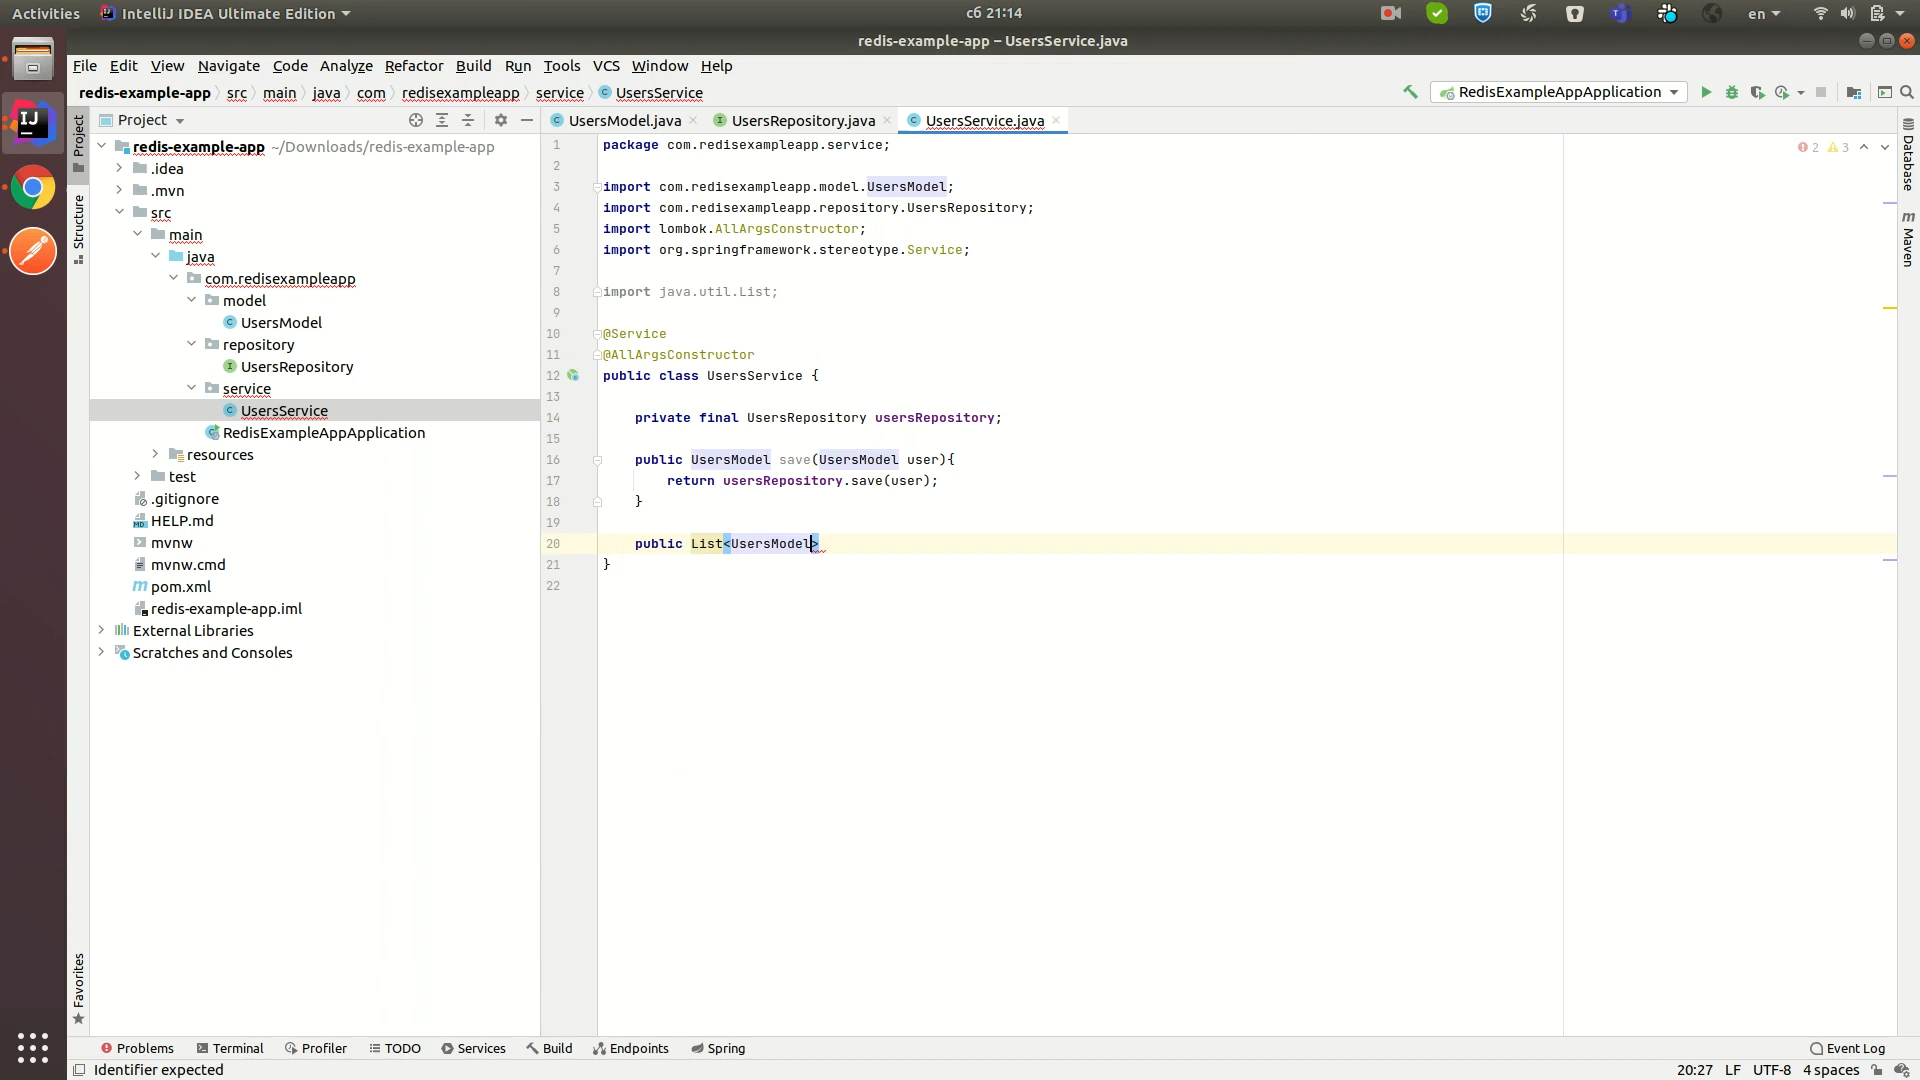 Activities IntelliJ IDEA Ultimate Edition сб 21:14 en
redis-example-app – UsersService.java
File Edit View Navigate Code Analyze Refactor Build Run Tools VCS Window Help
redis-example-app src main java com redisexampleapp service UsersService RedisExampleAppApplication
Project UsersModel.java UsersRepository.java UsersService.java
redis-example-app ~/Downloads/redis-example-app
.idea
.mvn
src
main
java
com.redisexampleapp
model
UsersModel
repository
UsersRepository
service
UsersService
RedisExampleAppApplication
resources
test
.gitignore
HELP.md
mvnw
mvnw.cmd
pom.xml
redis-example-app.iml
External Libraries
Scratches and Consoles
Project
Structure
Favorites
1 package com.redisexampleapp.service;
2
3 import com.redisexampleapp.model.UsersModel;
4 import com.redisexampleapp.repository.UsersRepository;
5 import lombok.AllArgsConstructor;
6 import org.springframework.stereotype.Service;
7
8 import java.util.List;
9
10 @Service
11 @AllArgsConstructor
12 public class UsersService {
13
14 private final UsersRepository usersRepository;
15
16 public UsersModel save(UsersModel user){
17 return usersRepository.save(user);
18 }
19
20 public List<UsersModel>
21 }
22
2 3
Database
Maven
Problems Terminal Profiler TODO Services Build Endpoints Spring Event Log
Identifier expected 20:27 LF UTF-8 4 spaces